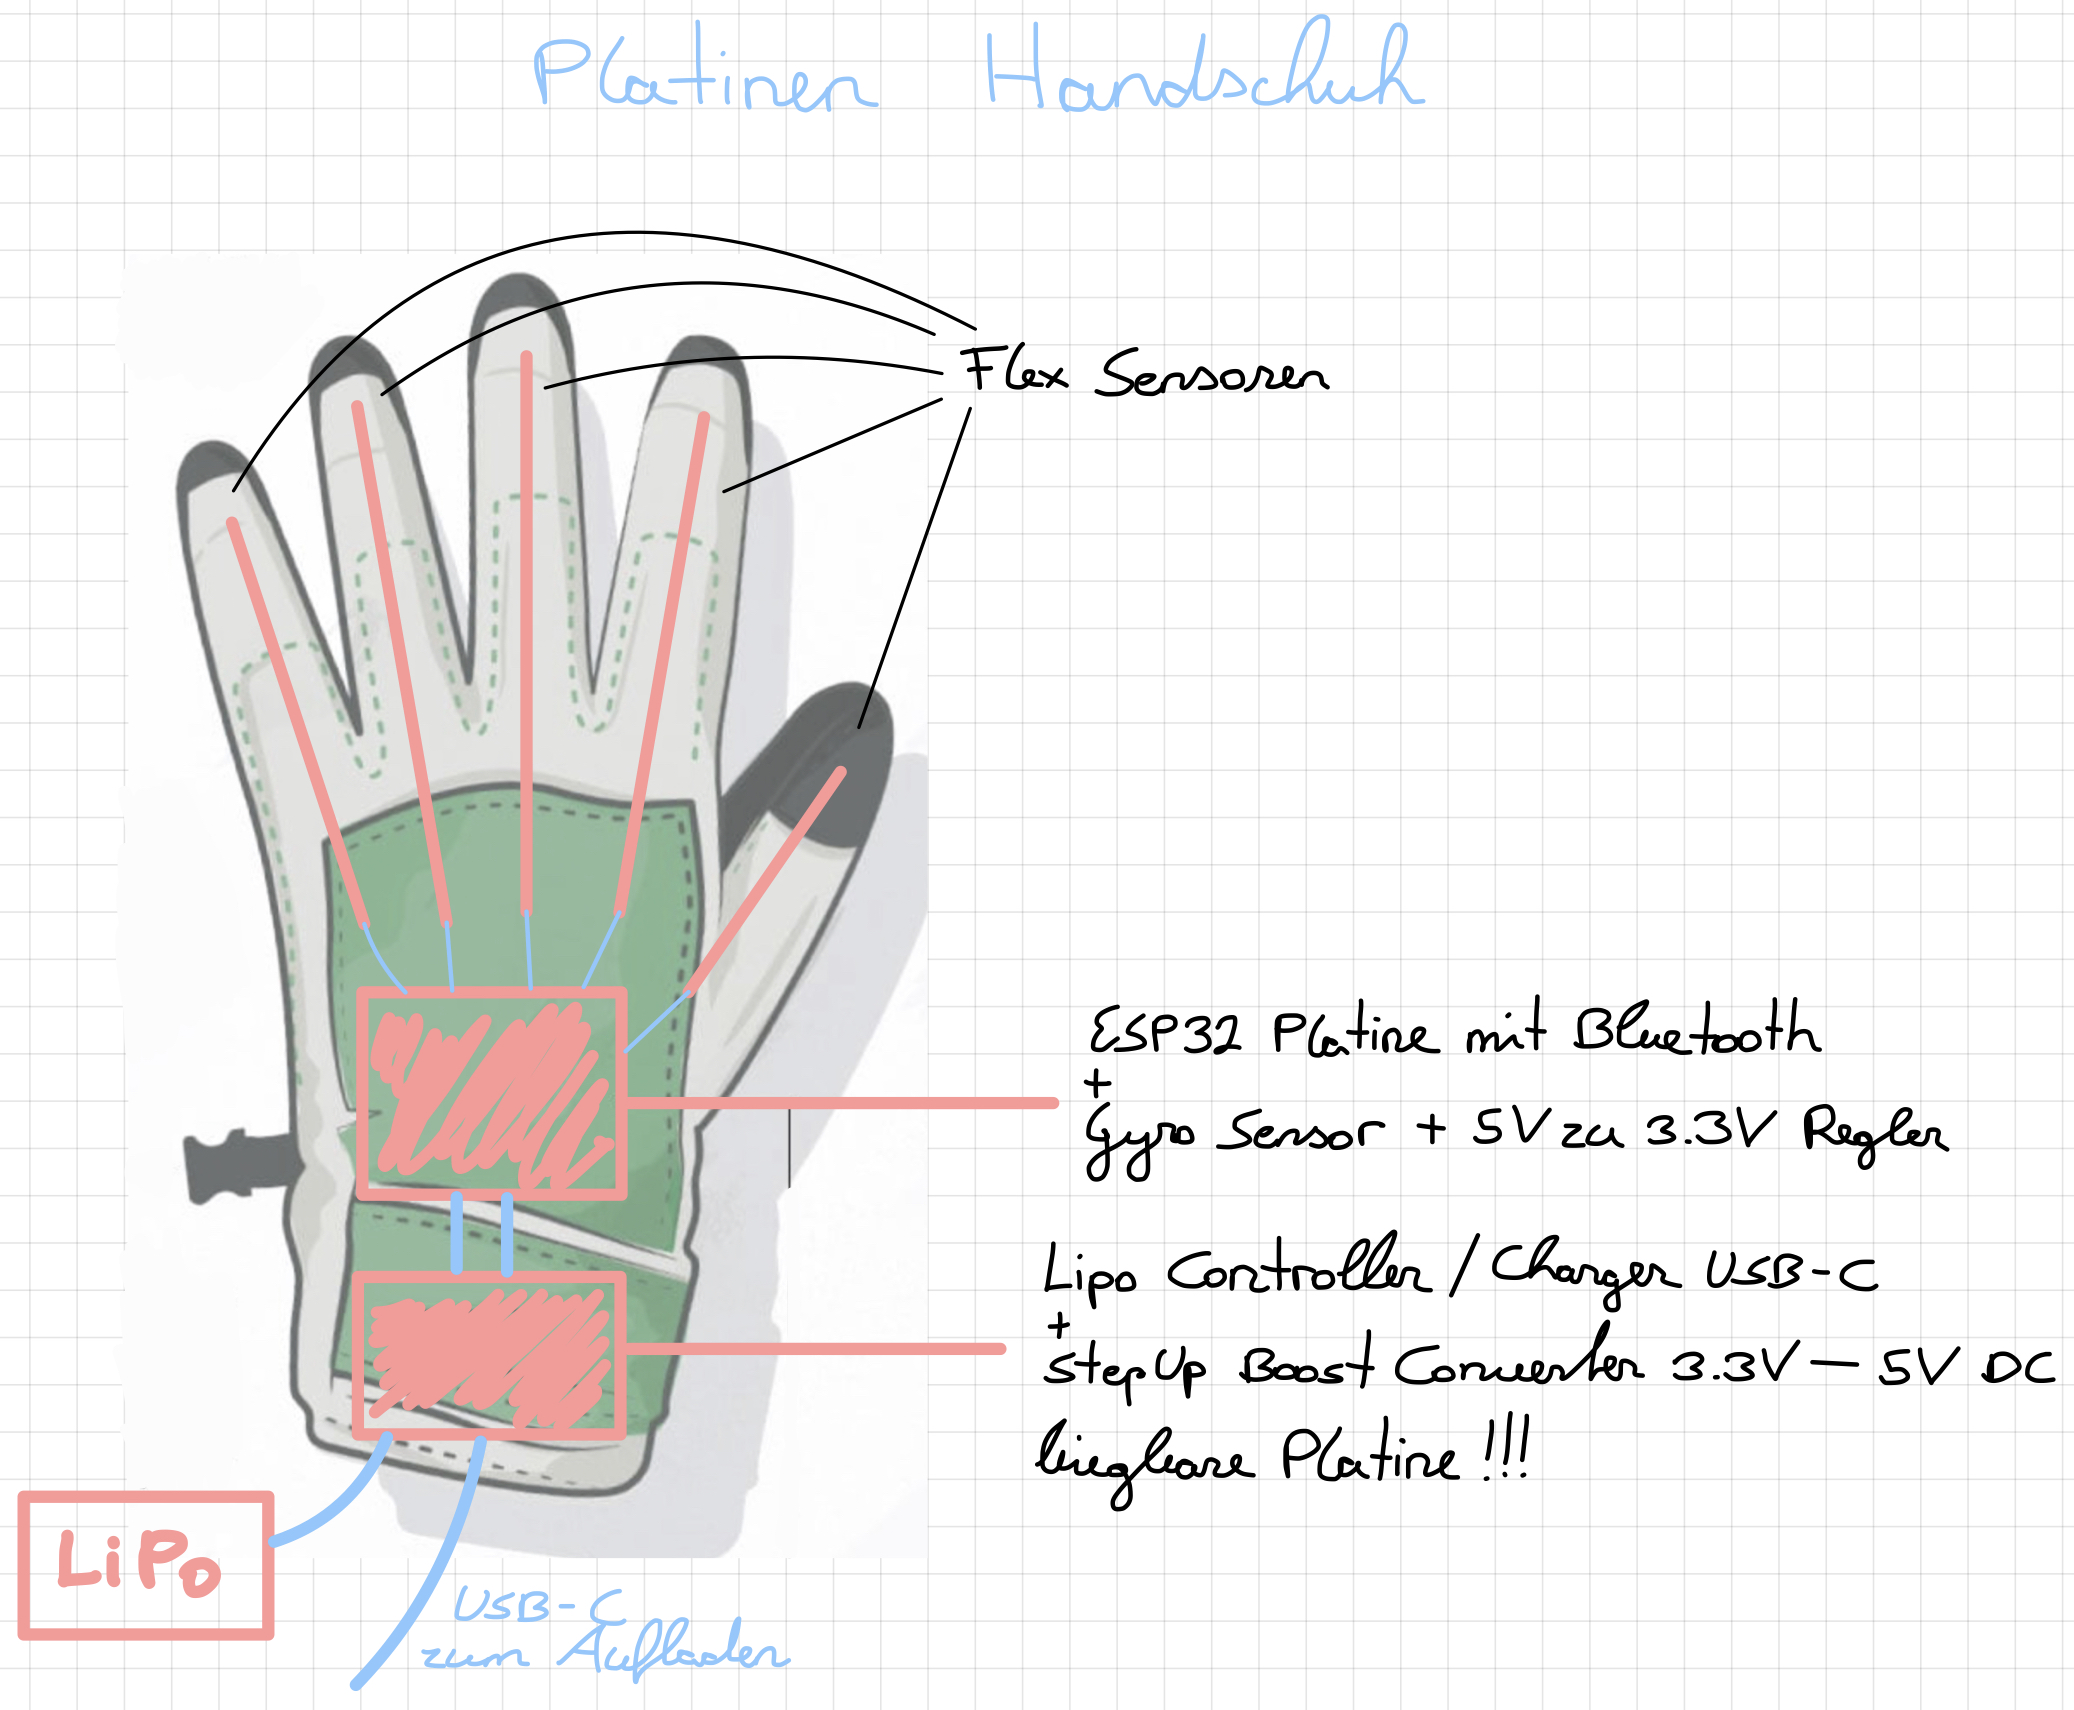 Platinen Handschuh
Flex Sensoren
ESP32 Platine mit Bluetooth
+
Gyro Sensor + 5V zu 3.3V Regler
Lipo Controller / Charger USB-C
+
StepUp Boost Converter 3.3V — 5V DC
biegbare Platine !!!
LiPo
USB-C
zum Aufladen